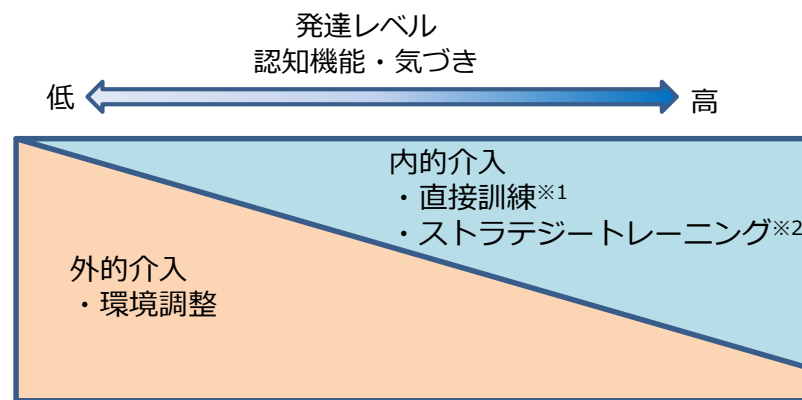 発達レベル
認知機能・気づき
低
高
内的介入
・直接訓練※1
・ストラテジートレーニング※2
外的介入
・環境調整